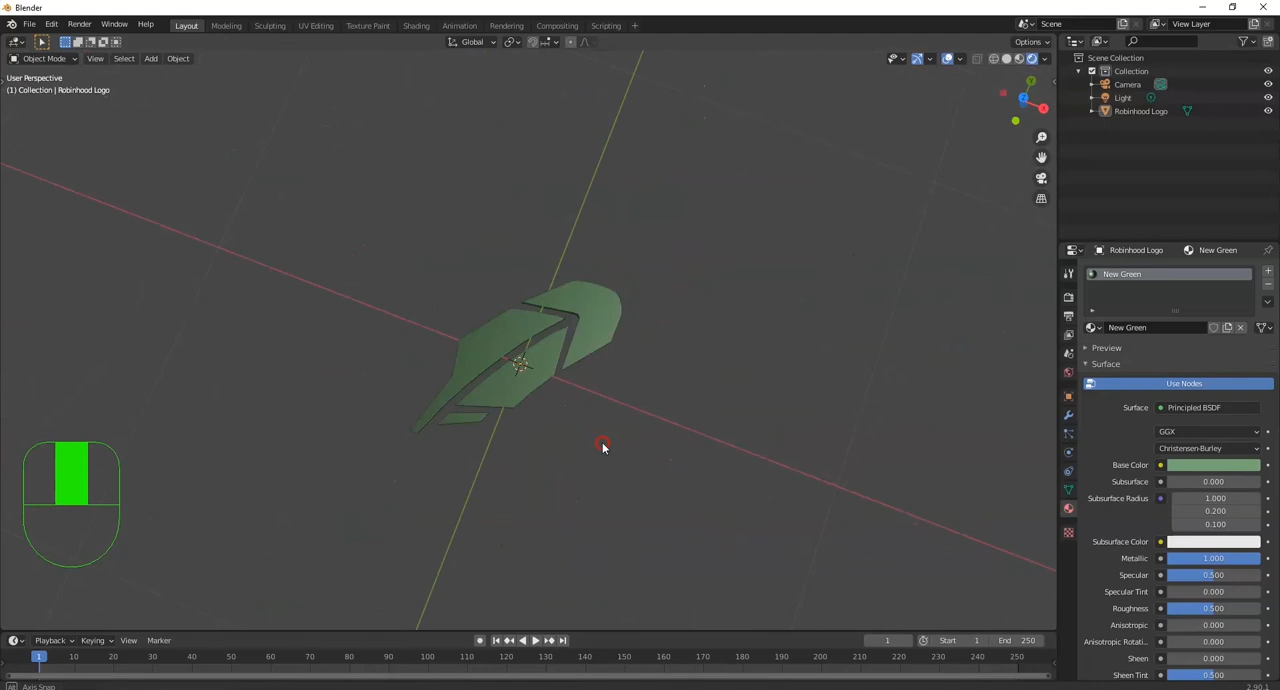 Blender
File Edit Render Window Help Layout Modeling Sculpting UV Editing Texture Paint Shading Animation Rendering Compositing Scripting + Scene View Layer
Global Options
Object Mode View Select Add Object
User Perspective
(1) Collection | Robinhood Logo
Scene Collection
Collection
Camera
Light
Robinhood Logo
Robinhood Logo New Green
New Green
New Green
Preview
Surface
Use Nodes
Surface Principled BSDF
GGX
Christensen-Burley
Base Color
Subsurface 0.000
Subsurface Radius 1.000
0.200
0.100
Subsurface Color
Metallic 1.000
Specular 0.500
Specular Tint 0.000
Roughness 0.500
Anisotropic 0.000
Anisotropic Rotati... 0.000
Sheen 0.000
Sheen Tint 0.500
Playback Keying View Marker 1 Start 1 End 250
1 10 20 30 40 50 60 70 80 90 100 110 120 130 140 150 160 170 180 190 200 210 220 230 240 250
Axis Snap 2.90.1